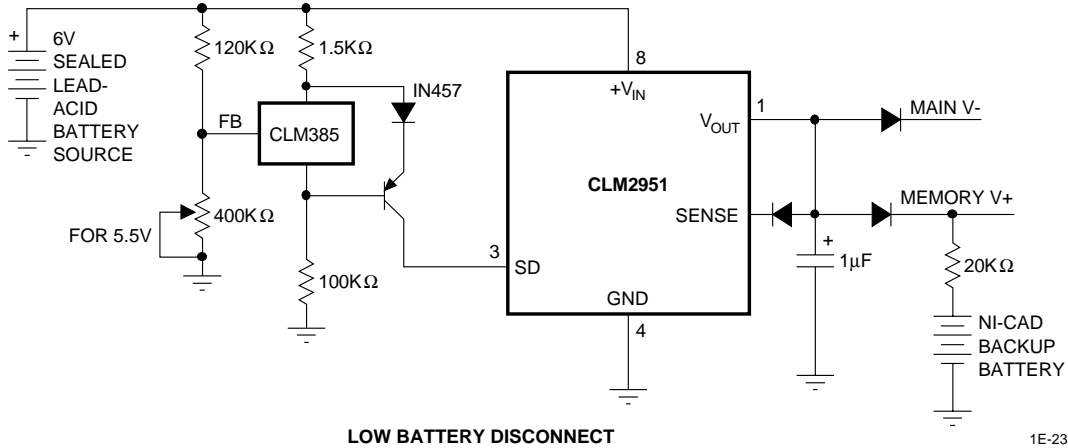 +
6V
SEALED
LEAD-
ACID
BATTERY
SOURCE
120KΩ
1.5KΩ
IN457
FB
CLM385
FOR 5.5V
400KΩ
100KΩ
8
+VIN
1
VOUT
MAIN V-
CLM2951
SENSE
MEMORY V+
3
SD
+
1µF
20KΩ
GND
4
NI-CAD
BACKUP
BATTERY
LOW BATTERY DISCONNECT
1E-23